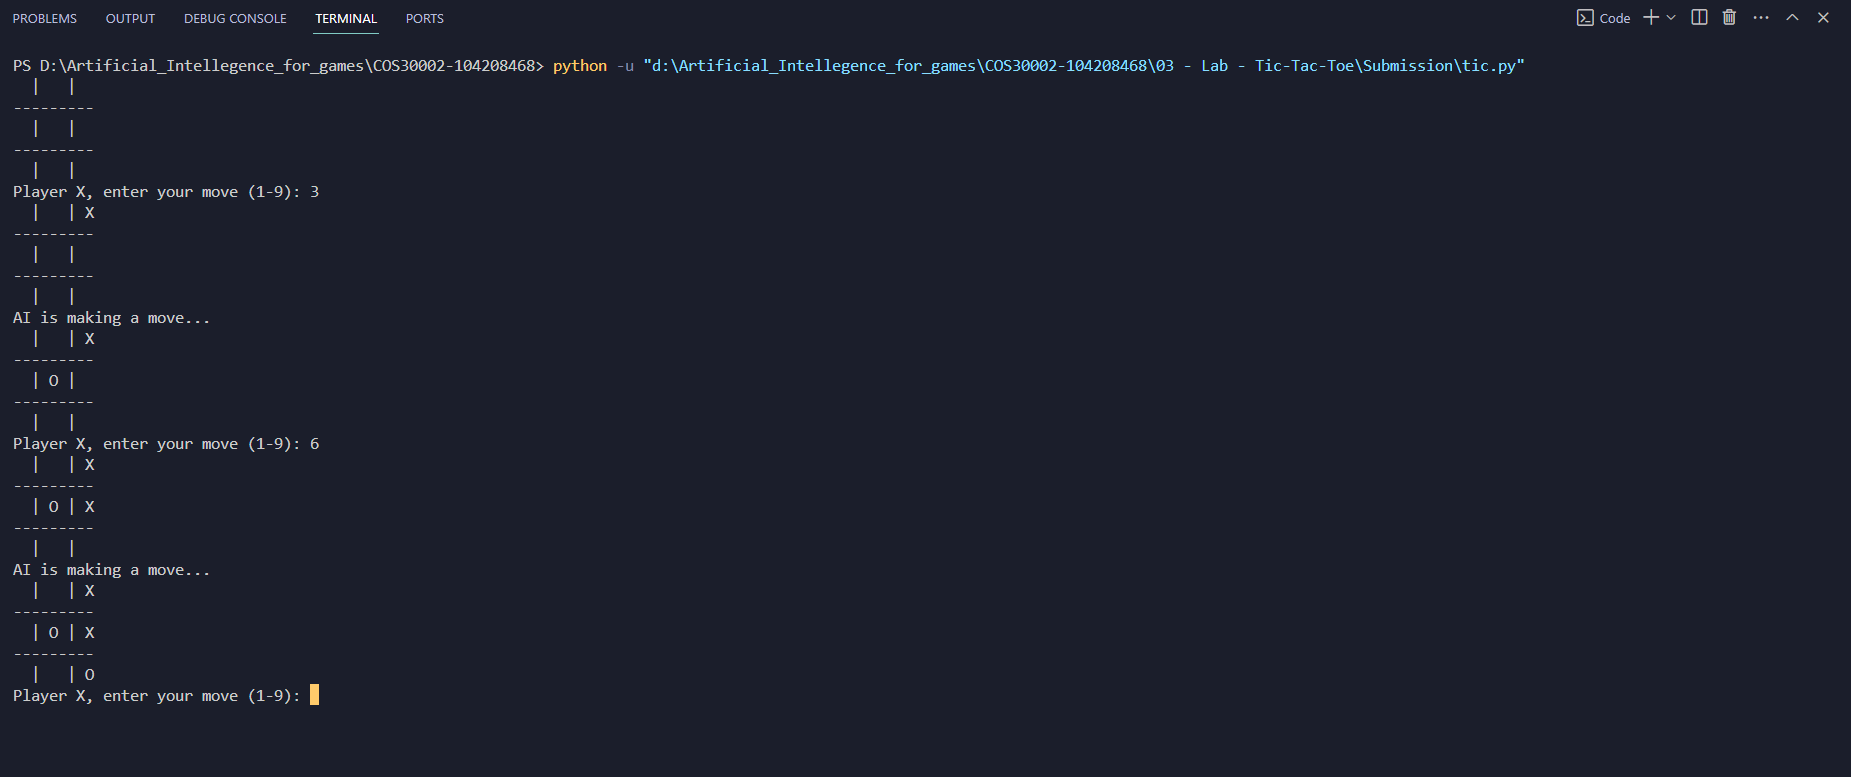 PROBLEMS OUTPUT DEBUG CONSOLE TERMINAL PORTS Code
PS D:\Artificial_Intellegence_for_games\COS30002-104208468> python -u "d:\Artificial_Intellegence_for_games\COS30002-104208468\03 - Lab - Tic-Tac-Toe\Submission\tic.py"
  |   |
---------
  |   |
---------
  |   |
Player X, enter your move (1-9): 3
  |   | X
---------
  |   |
---------
  |   |
AI is making a move...
  |   | X
---------
  | O |
---------
  |   |
Player X, enter your move (1-9): 6
  |   | X
---------
  | O | X
---------
  |   |
AI is making a move...
  |   | X
---------
  | O | X
---------
  |   | O
Player X, enter your move (1-9):